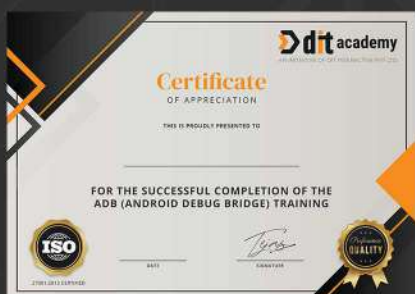 dit academy
Certificate
OF APPRECIATION
THIS IS PROUDLY PRESENTED TO
FOR THE SUCCESSFUL COMPLETION OF THE
ADB (ANDROID DEBUG BRIDGE) TRAINING
ISO
DATE
SIGNATURE
QUALITY